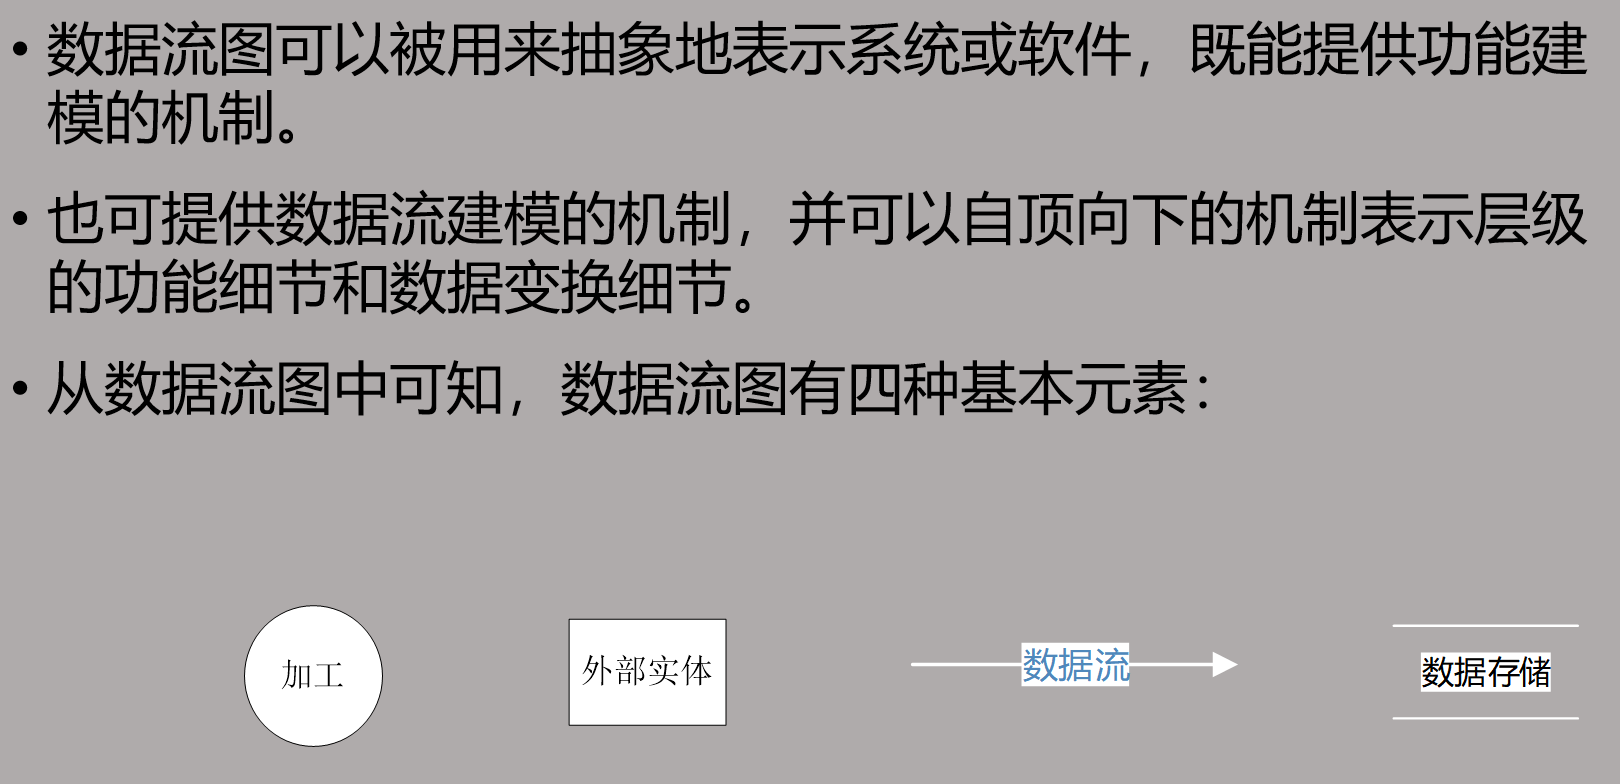 • 数据流图可以被用来抽象地表示系统或软件，既能提供功能建
模的机制。
• 也可提供数据流建模的机制，并可以自顶向下的机制表示层级
的功能细节和数据变换细节。
• 从数据流图中可知，数据流图有四种基本元素：
加工
外部实体
数据流
数据存储